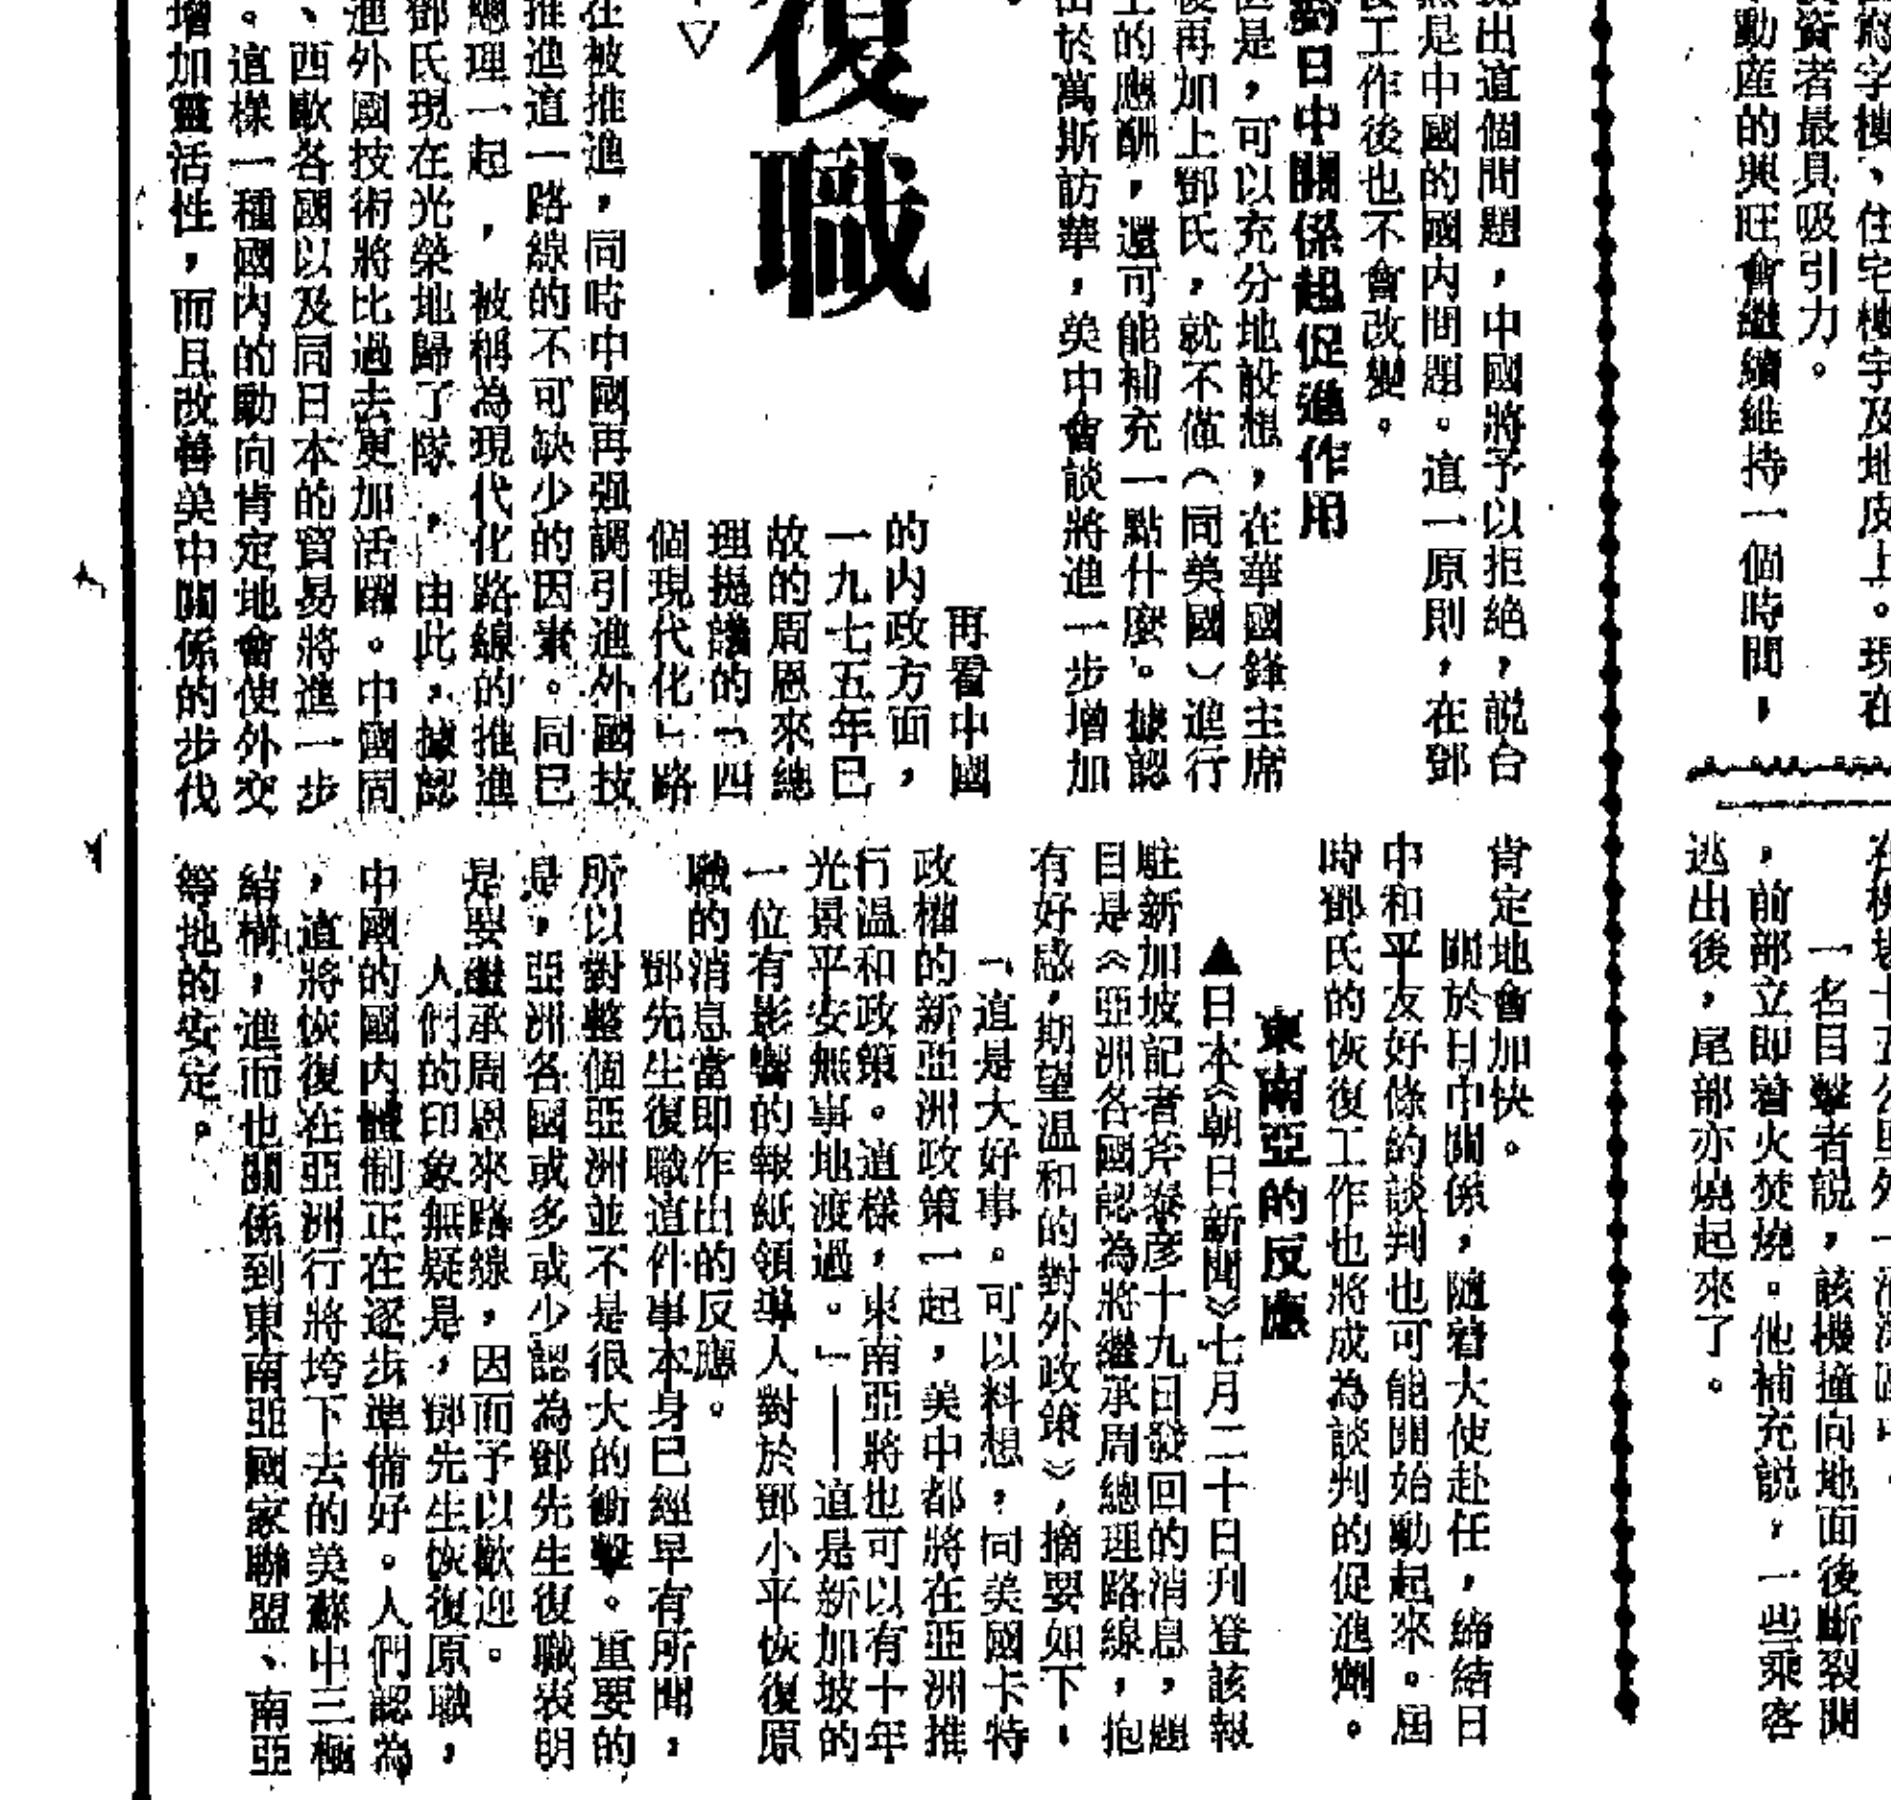 字樓、住宅樓宇及地皮上。現在
資者最具吸引力。
動産的興旺會繼續維持一個時間，
一名目擊者説，該機撞向地面後斷裂開
，前部立即着火焚燒。他補充説，一些乘客
逃出後，尾部亦燒起來了。
出這個問題，中國將予以拒絶，説台
是中國的國内問題。這一原則，在鄧
工作後也不會改變。
對日中關係起促進作用
是，可以充分地設想，在華國鋒主席
後再加上鄧氏，就不僅（同美國）進行
的應酬，還可能補充一點什麽。據認
由於萬斯訪華，美中會談將進一步增加
復職
再看中國
的内政方面，
一九七五年已
故的周恩來總
理提議的「四
個現代化」路
在被推進，同時中國再强調引進外國技
推進這一路線的不可缺少的因素。同已
總理一起，被稱為現代化路線的推進
鄧氏現在光榮地歸了隊，由此，據認
進外國技術將比過去更加活躍。中國同
、西歐各國以及同日本的貿易將進一步
。這樣一種國内的動向肯定地會使外交
增加靈活性，而且改善美中關係的步伐
肯定地會加快。
關於日中關係，隨着大使赴任，締結日
中和平友好條約的談判也可能開始動起來。屆
時鄧氏的恢復工作也將成為談判的促進劑。
東南亞的反應
▲日本《朝日新聞》七月二十日刋登該報
駐新加坡記者斧泰彦十九日發回的消息，題
目是《亞洲各國認為將繼承周總理路線，抱
有好感，期望温和的對外政策》，摘要如下：
「這是大好事。可以料想，同美國卡特
政權的新亞洲政策一起，美中都將在亞洲推
行温和政策。這樣，東南亞將也可以有十年
光景平安無事地渡過。」——這是新加坡的
一位有影響的報紙領導人對於鄧小平恢復原
職的消息當即作出的反應。
鄧先生復職這件事本身已經早有所聞，
所以對整個亞洲並不是很大的衝擊。重要的
是，亞洲各國或多或少認為鄧先生復職表明
是要繼承周恩來路線，因而予以歡迎。
人們的印象無疑是，鄧先生恢復原職，
中國的國内體制正在逐步準備好。人們認為
，這將恢復在亞洲行將垮下去的美蘇中三極
結構，進而也關係到東南亞國家聯盟、南亞
等地的安定。